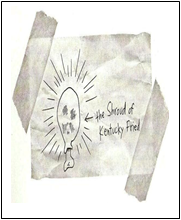 ← the Shroud of
Kentucky Fried